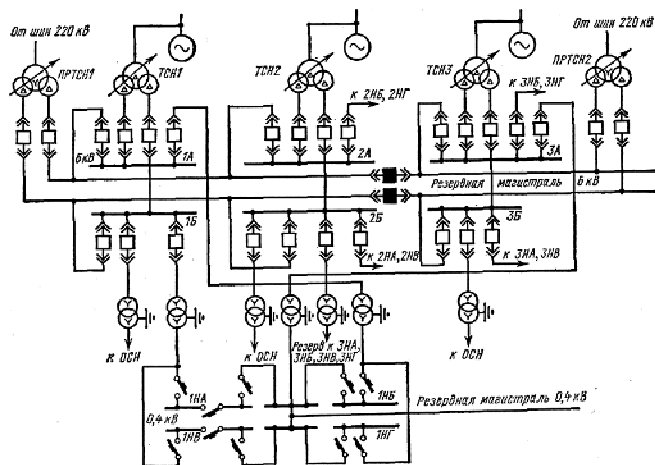 От шин 220 кВ
От шин 220 кВ
ПРТСН1
ТСН1
ТСН2
ТСН3
ПРТСН2
к 2НБ, 2НГ
к 3НБ, 3НГ
6кВ
1А
2А
3А
Резервная магистраль 6 кВ
1Б
2Б
3Б
к 2НА, 2НВ
к 3НА, 3НВ
к ОСН
к ОСН
Резерв к 3НА,
3НБ, 3НВ, 3НГ
к ОСН
1НА
1НБ
0,4 кВ
Резервная магистраль 0,4 кВ
1НВ
1НГ